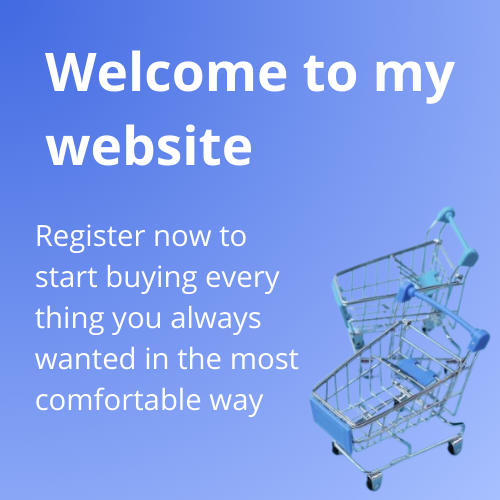 Welcome to my
website
Register now to
start buying every
thing you always
wanted in the most
comfortable way